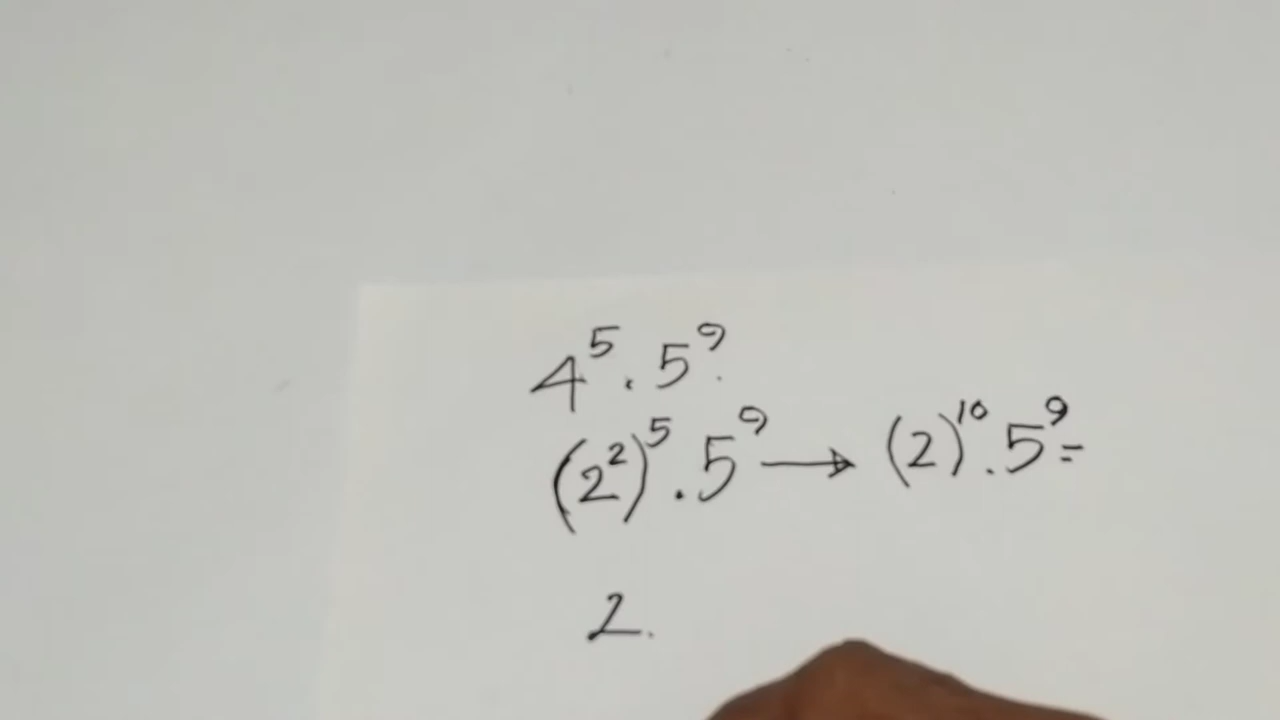 4⁵ . 5⁹
(2²)⁵ . 5⁹ → (2)¹⁰ . 5⁹ =
2.